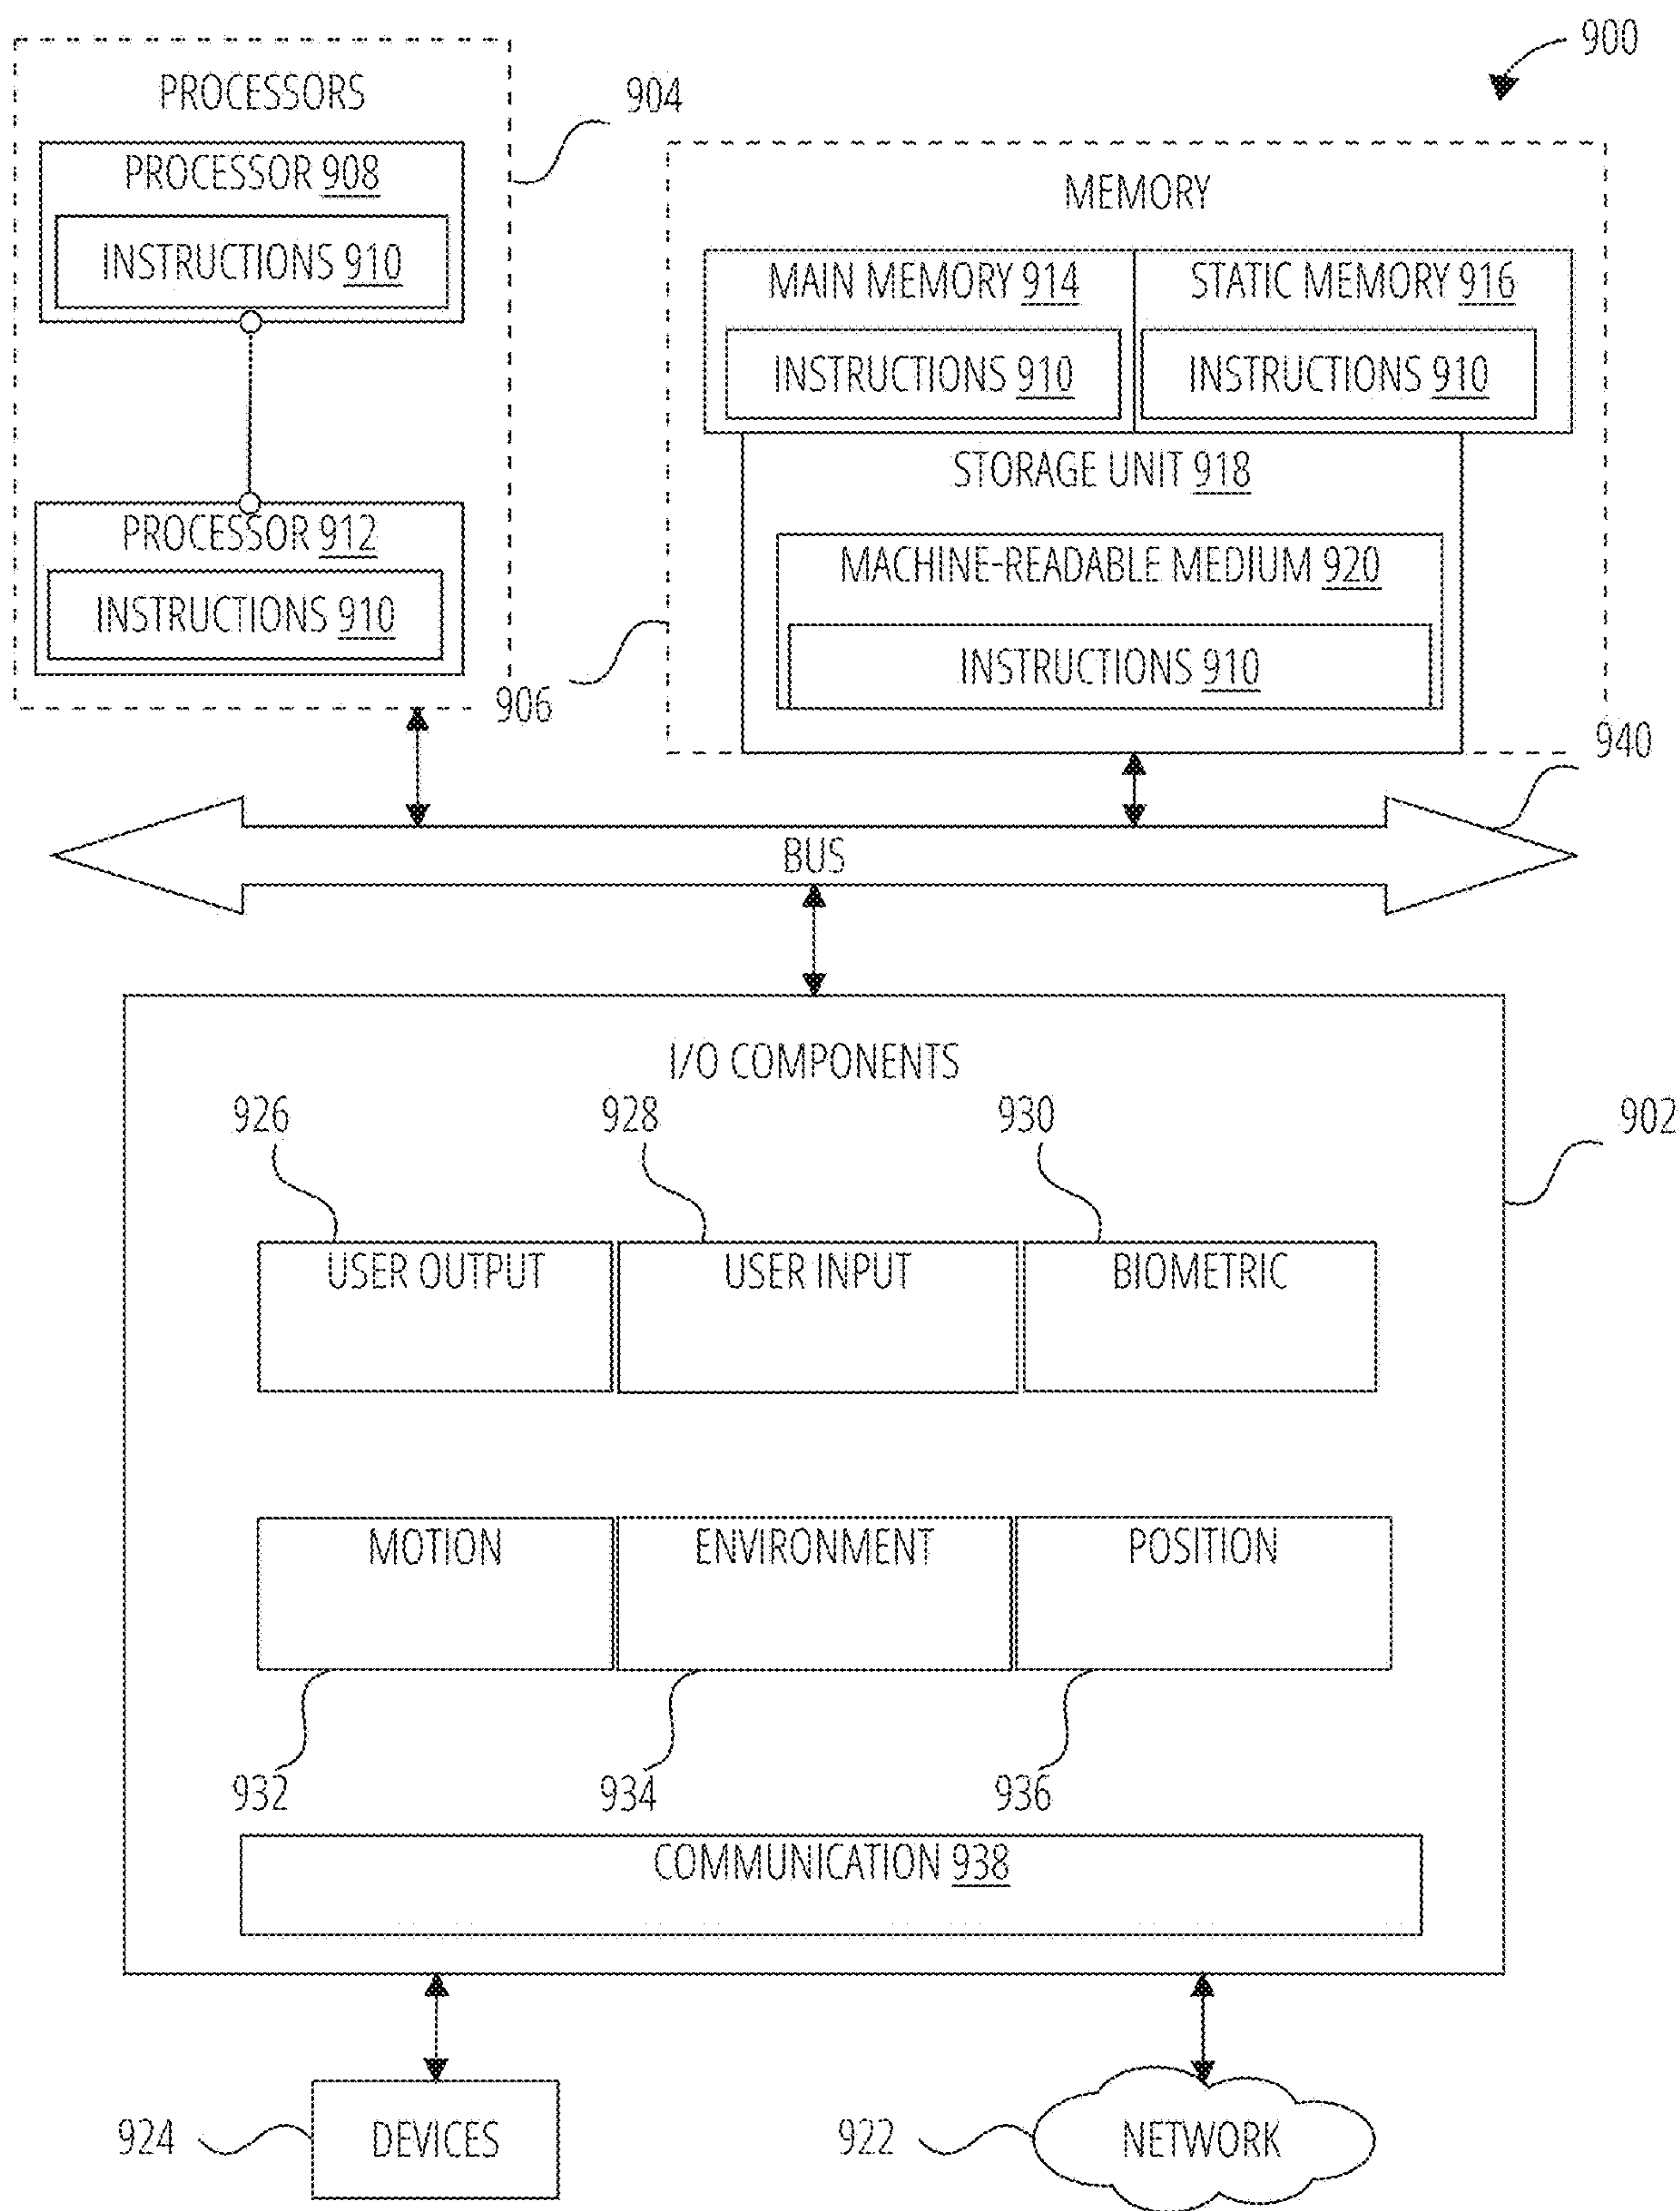 900
PROCESSORS
904
PROCESSOR 908
INSTRUCTIONS 910
PROCESSOR 912
INSTRUCTIONS 910
906
MEMORY
MAIN MEMORY 914
STATIC MEMORY 916
INSTRUCTIONS 910
INSTRUCTIONS 910
STORAGE UNIT 918
MACHINE-READABLE MEDIUM 920
INSTRUCTIONS 910
940
BUS
I/O COMPONENTS
902
926
928
930
USER OUTPUT
USER INPUT
BIOMETRIC
MOTION
ENVIRONMENT
POSITION
932
934
936
COMMUNICATION 938
924
DEVICES
922
NETWORK